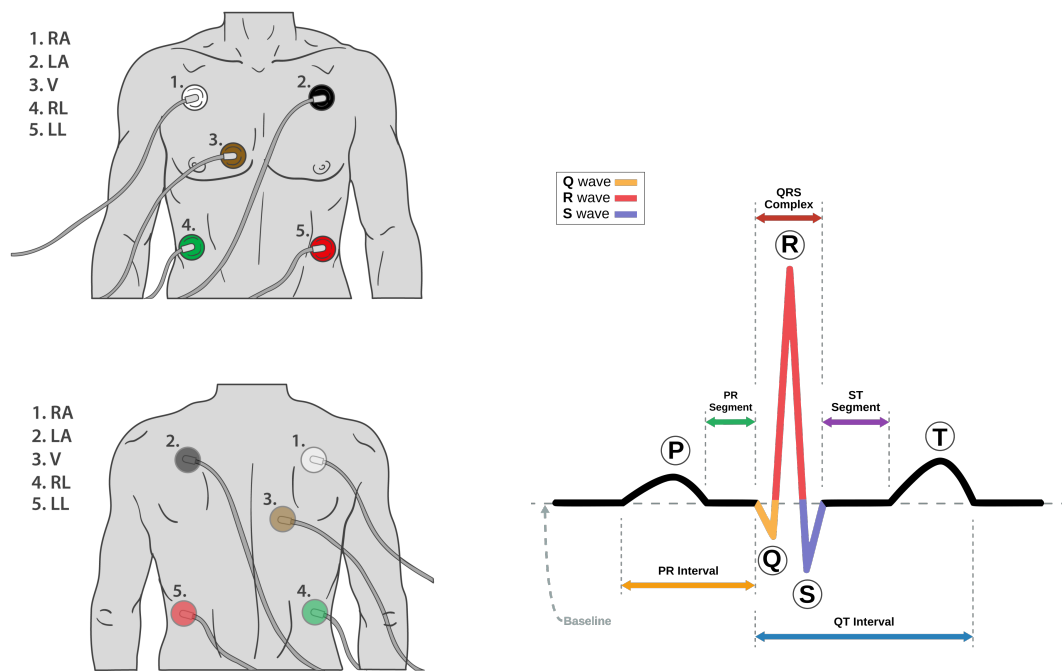 1. RA
2. LA
3. V
4. RL
5. LL
1.
2.
3.
4.
5.
1. RA
2. LA
3. V
4. RL
5. LL
2.
1.
3.
5.
4.
Q wave
R wave
S wave
QRS
Complex
R
PR
Segment
ST
Segment
P
T
Q
S
PR Interval
Baseline
QT Interval